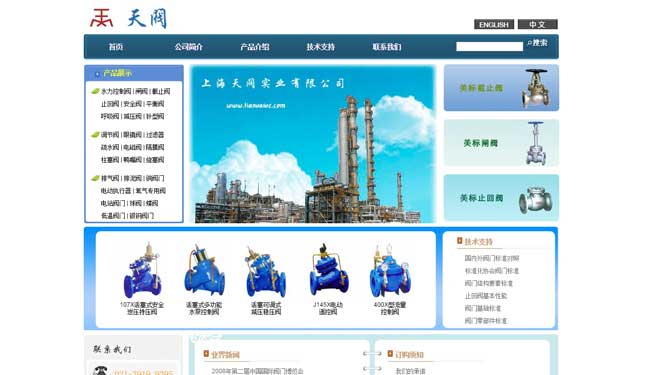 天阀
ENGLISH 中 文
首页 公司简介 产品介绍 技术支持 联系我们 搜索
产品展示
水力控制阀 | 闸阀 | 截止阀
止回阀 | 安全阀 | 平衡阀
呼吸阀 | 减压阀 | 针型阀
调节阀 | 眼镜阀 | 过滤器
疏水阀 | 电磁阀 | 隔膜阀
柱塞阀 | 鸭嘴阀 | 旋塞阀
排气阀 | 排泥阀 | 铜阀门
电动执行器 | 氧气专用阀
电站阀门 | 球阀 | 蝶阀
低温阀门 | 锻钢阀门
上海天阀实业有限公司
美标截止阀
美标闸阀
美标止回阀
107X活塞式安全
泄压持压阀
活塞式多功能
水泵控制阀
活塞可调式
减压稳压阀
J145X电动
遥控阀
400X型流量
控制阀
技术支持
国内外阀门标准对照
标准化协会阀门标准
阀门结构要素标准
止回阀基本性能
阀门基础标准
阀门零部件标准
联系我们
业界新闻
2008年第二届中国国际阀门博览会
订购须知
我们的承诺